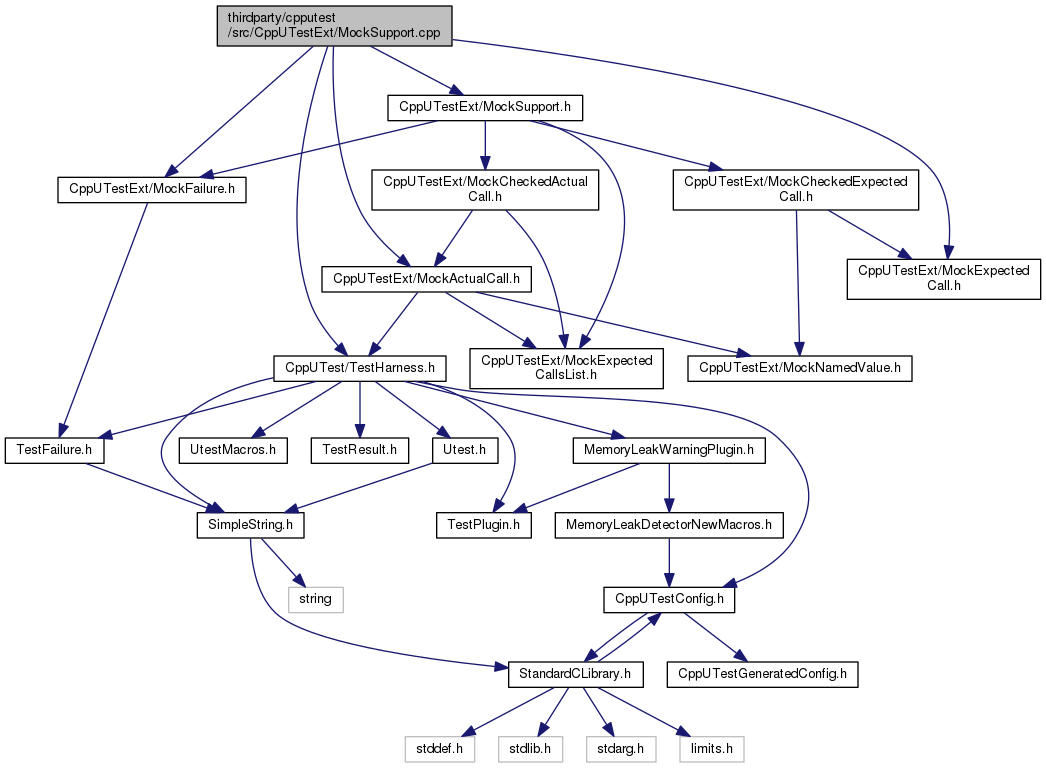 thirdparty/cpputest
/src/CppUTestExt/MockSupport.cpp
CppUTestExt/MockSupport.h
CppUTestExt/MockFailure.h
CppUTestExt/MockCheckedActual
Call.h
CppUTestExt/MockCheckedExpected
Call.h
CppUTestExt/MockActualCall.h
CppUTestExt/MockExpected
Call.h
CppUTest/TestHarness.h
CppUTestExt/MockExpected
CallsList.h
CppUTestExt/MockNamedValue.h
TestFailure.h
UtestMacros.h
TestResult.h
Utest.h
MemoryLeakWarningPlugin.h
SimpleString.h
TestPlugin.h
MemoryLeakDetectorNewMacros.h
string
CppUTestConfig.h
StandardCLibrary.h
CppUTestGeneratedConfig.h
stddef.h
stdlib.h
stdarg.h
limits.h